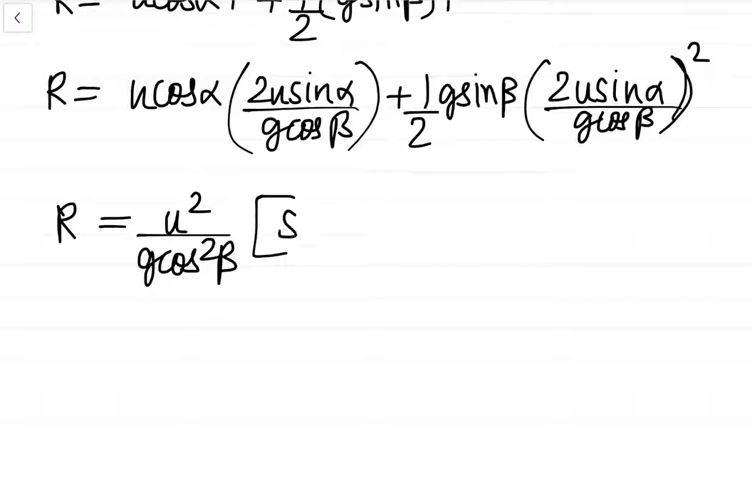 R = ucosα(2usinα/gcosβ) + 1/2 gsinβ(2usinα/gcosβ)²
R = u²/gcos²β [s